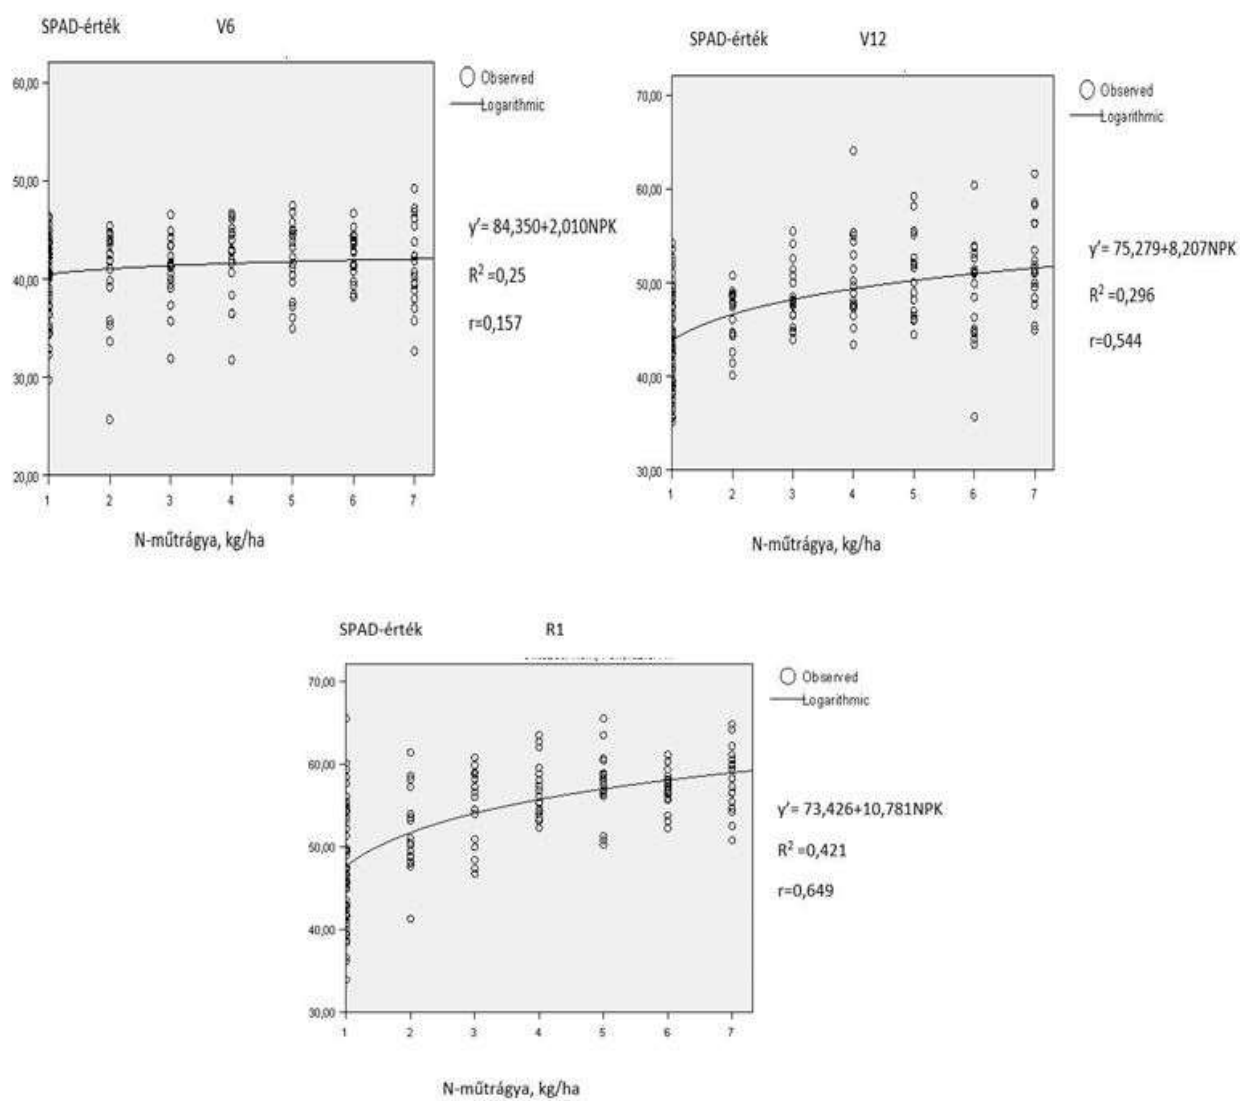 SPAD-érték V6
60,00
50,00
40,00
30,00
20,00
1 2 3 4 5 6 7
N-műtrágya, kg/ha
Observed
Logarithmic
y'= 84,350+2,010NPK
R² =0,25
r=0,157
SPAD-érték V12
70,00
60,00
50,00
40,00
30,00
1 2 3 4 5 6 7
N-műtrágya, kg/ha
Observed
Logarithmic
y'= 75,279+8,207NPK
R² =0,296
r=0,544
SPAD-érték R1
70,00
60,00
50,00
40,00
30,00
1 2 3 4 5 6 7
N-műtrágya, kg/ha
Observed
Logarithmic
y'= 73,426+10,781NPK
R² =0,421
r=0,649